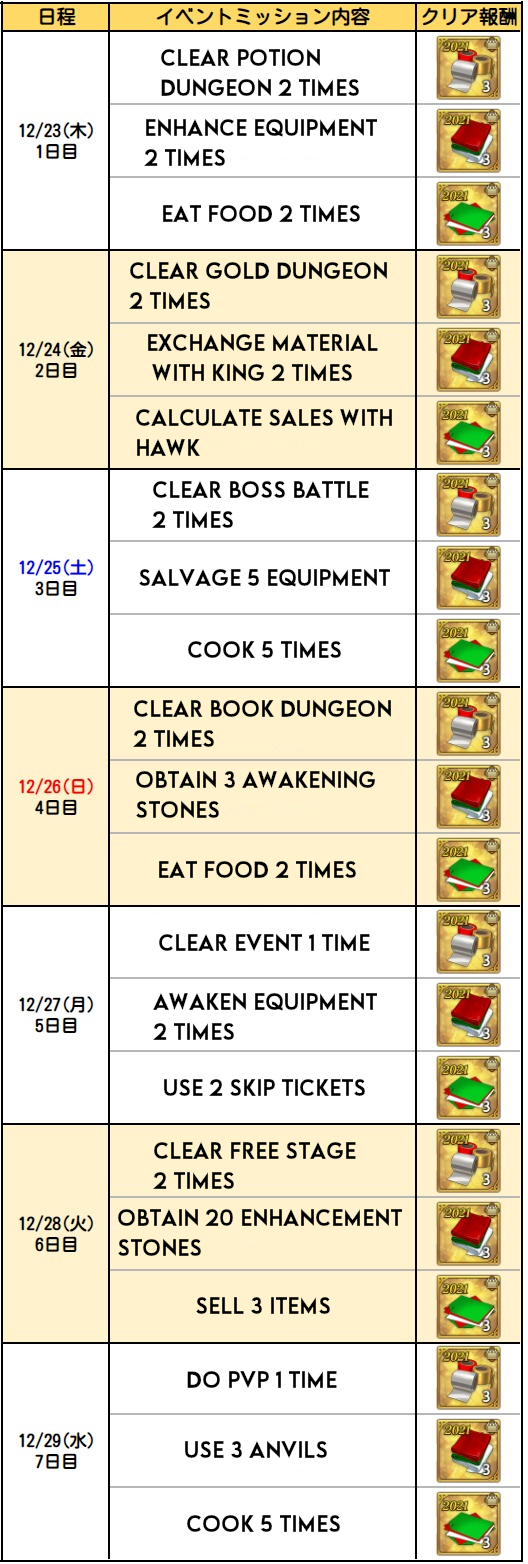 日程 イベントミッション内容 クリア報酬
12/23(木)
1日目
CLEAR POTION
DUNGEON 2 TIMES
2021
3
ENHANCE EQUIPMENT
2 TIMES
2021
3
EAT FOOD 2 TIMES
2021
3
12/24(金)
2日目
CLEAR GOLD DUNGEON
2 TIMES
2021
3
EXCHANGE MATERIAL
WITH KING 2 TIMES
2021
3
CALCULATE SALES WITH
HAWK
2021
3
12/25(土)
3日目
CLEAR BOSS BATTLE
2 TIMES
2021
3
SALVAGE 5 EQUIPMENT
2021
3
COOK 5 TIMES
2021
3
12/26(日)
4日目
CLEAR BOOK DUNGEON
2 TIMES
2021
3
OBTAIN 3 AWAKENING
STONES
2021
3
EAT FOOD 2 TIMES
2021
3
12/27(月)
5日目
CLEAR EVENT 1 TIME
2021
3
AWAKEN EQUIPMENT
2 TIMES
2021
3
USE 2 SKIP TICKETS
2021
3
12/28(火)
6日目
CLEAR FREE STAGE
2 TIMES
2021
3
OBTAIN 20 ENHANCEMENT
STONES
2021
3
SELL 3 ITEMS
2021
3
12/29(水)
7日目
DO PVP 1 TIME
2021
3
USE 3 ANVILS
2021
3
COOK 5 TIMES
2021
3